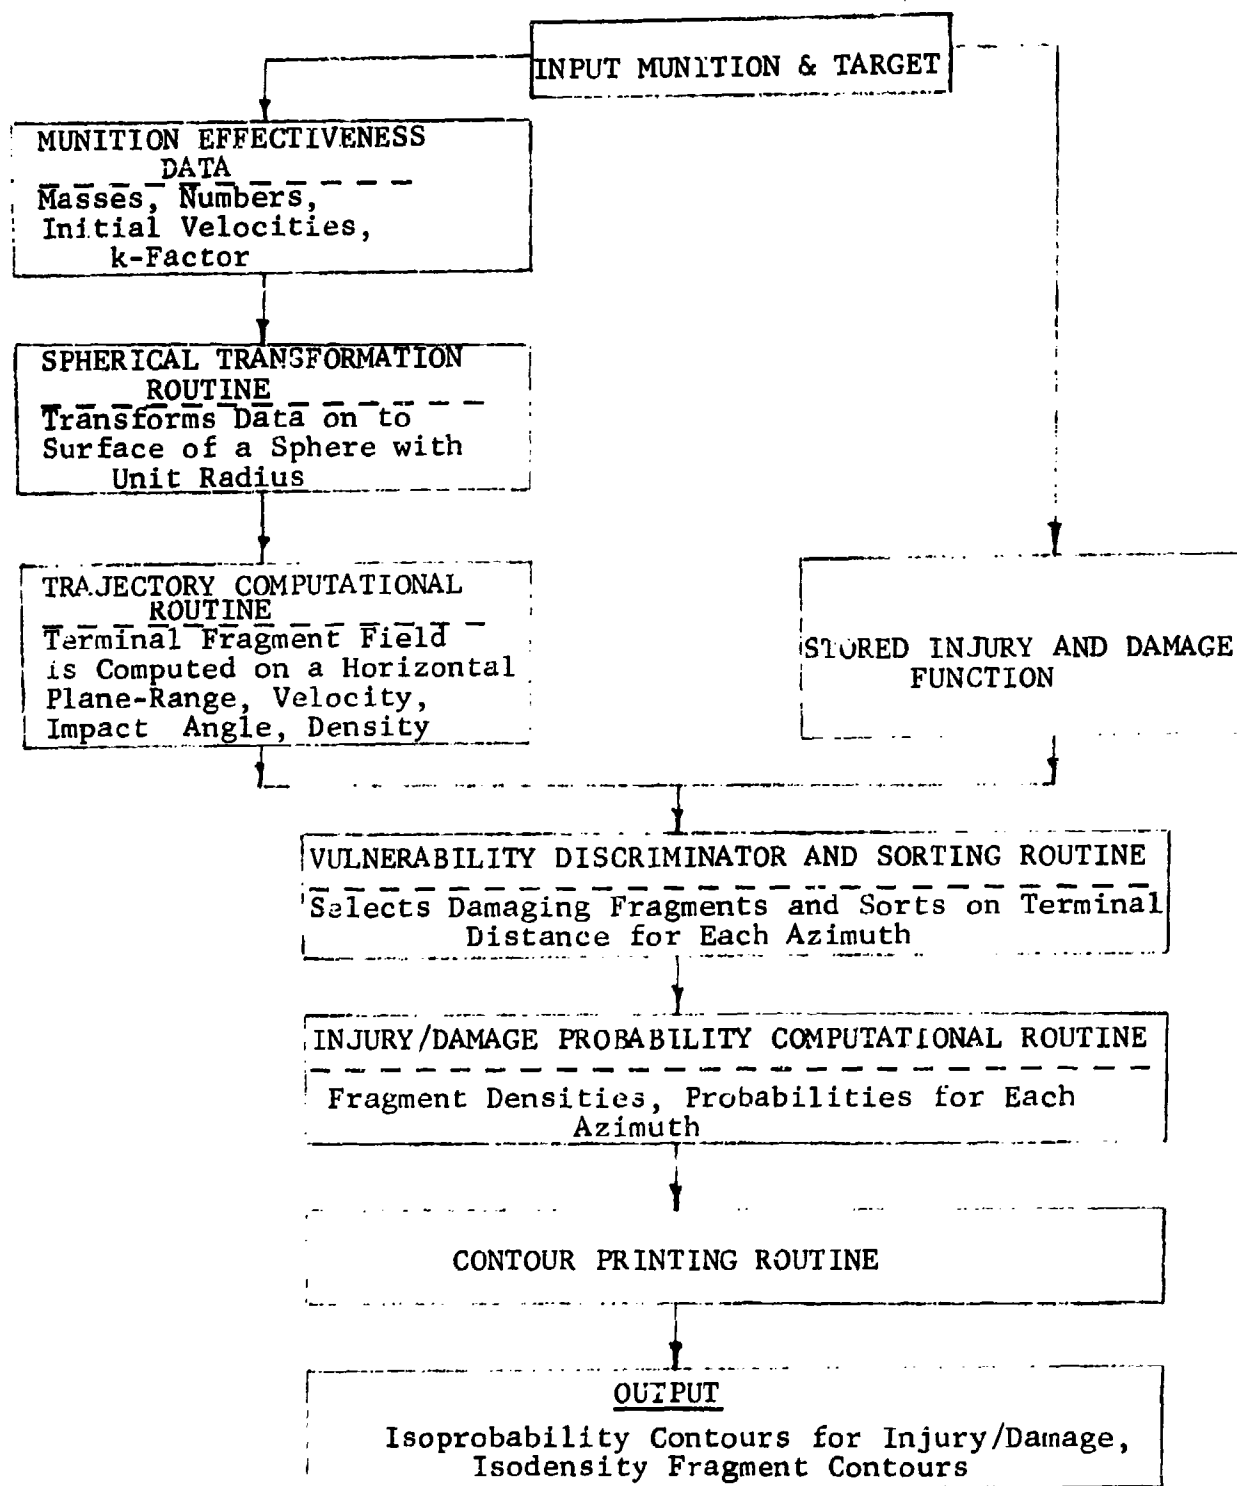 INPUT MUNITION & TARGET
MUNITION EFFECTIVENESS
DATA
Masses, Numbers,
Initial Velocities,
k-Factor
SPHERICAL TRANSFORMATION
ROUTINE
Transforms Data on to
Surface of a Sphere with
Unit Radius
TRAJECTORY COMPUTATIONAL
ROUTINE
Terminal Fragment Field
is Computed on a Horizontal
Plane-Range, Velocity,
Impact Angle, Density
STORED INJURY AND DAMAGE
FUNCTION
VULNERABILITY DISCRIMINATOR AND SORTING ROUTINE
Selects Damaging Fragments and Sorts on Terminal
Distance for Each Azimuth
INJURY/DAMAGE PROBABILITY COMPUTATIONAL ROUTINE
Fragment Densities, Probabilities for Each
Azimuth
CONTOUR PRINTING ROUTINE
OUTPUT
Isoprobability Contours for Injury/Damage,
Isodensity Fragment Contours